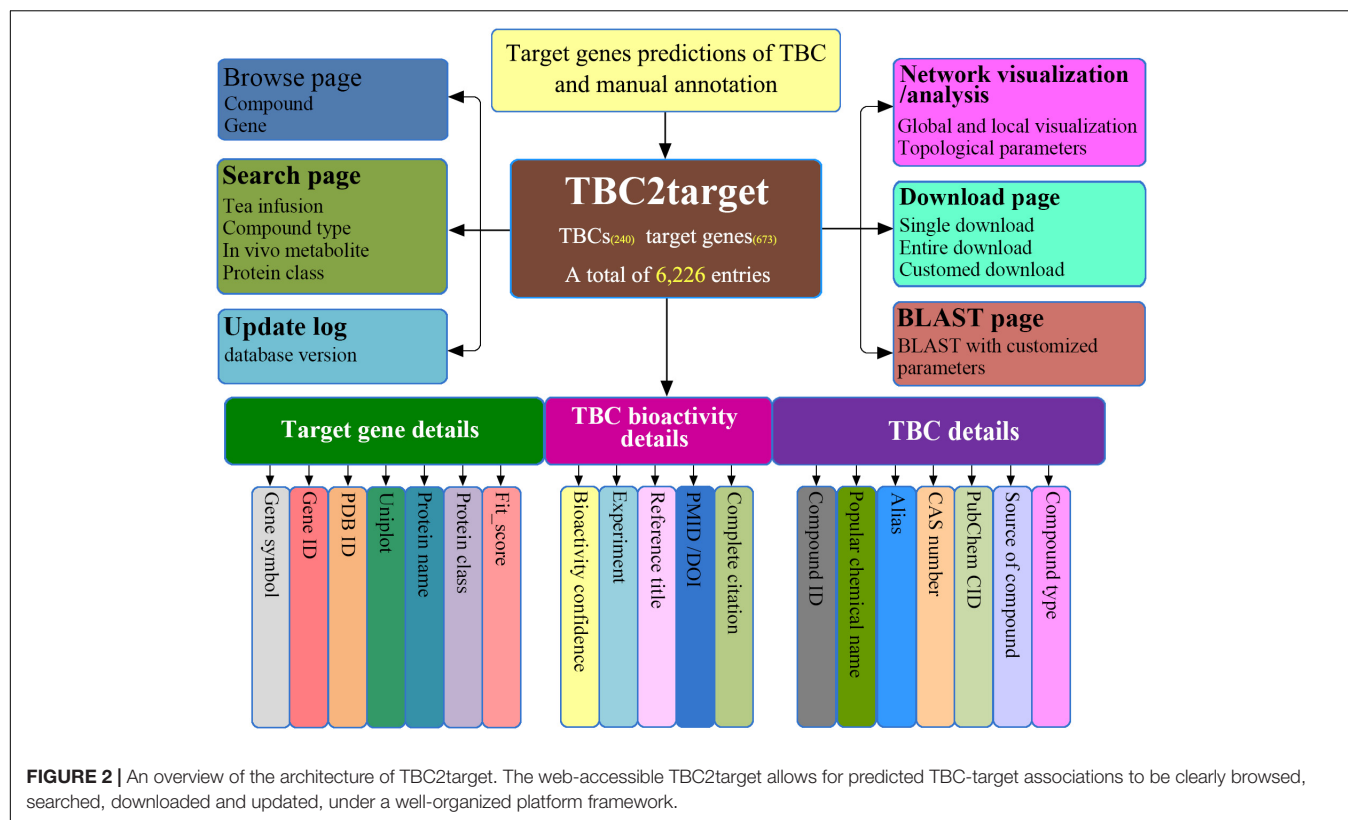 Target genes predictions of TBC
and manual annotation
Browse page
Compound
Gene
Search page
Tea infusion
Compound type
In vivo metabolite
Protein class
Update log
database version
TBC2target
TBCs(240) target genes(673)
A total of 6,226 entries
Network visualization
/analysis
Global and local visualization
Topological parameters
Download page
Single download
Entire download
Customed download
BLAST page
BLAST with customized
parameters
Target gene details
TBC bioactivity
details
TBC details
Gene symbol
Gene ID
PDB ID
Uniplot
Protein name
Protein class
Fit_score
Bioactivity confidence
Experiment
Reference title
PMID /DOI
Complete citation
Compound ID
Popular chemical name
Alias
CAS number
PubChem CID
Source of compound
Compound type
FIGURE 2 | An overview of the architecture of TBC2target. The web-accessible TBC2target allows for predicted TBC-target associations to be clearly browsed,
searched, downloaded and updated, under a well-organized platform framework.